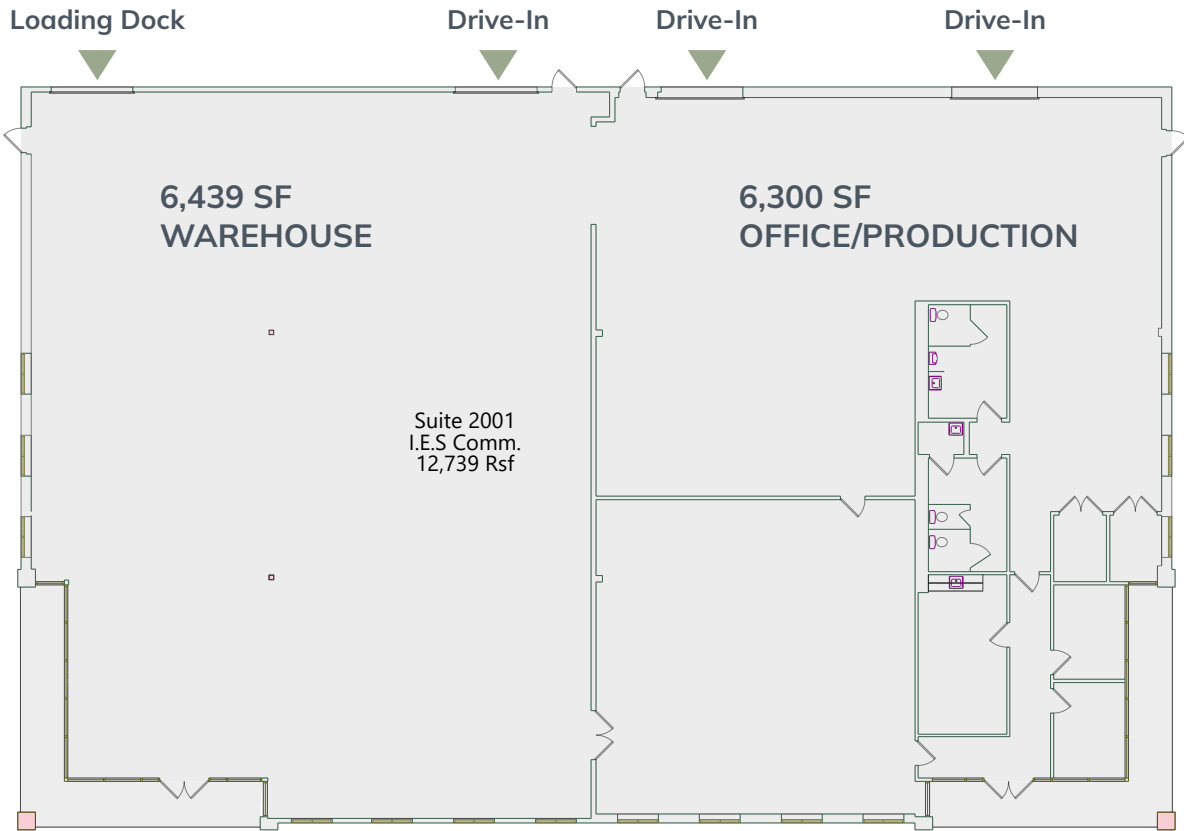 Loading Dock
Drive-In
Drive-In
Drive-In
6,439 SF
WAREHOUSE
6,300 SF
OFFICE/PRODUCTION
Suite 2001
I.E.S Comm.
12,739 Rsf